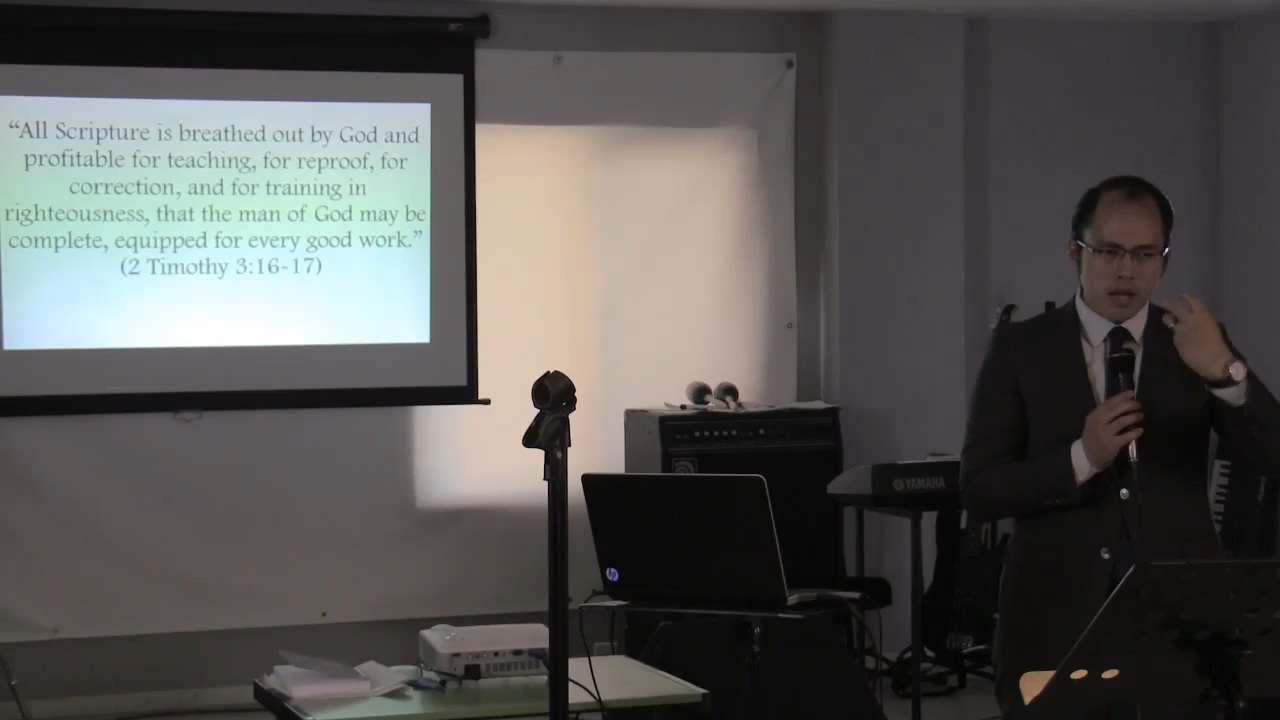 “All Scripture is breathed out by God and
profitable for teaching, for reproof, for
correction, and for training in
righteousness, that the man of God may be
complete, equipped for every good work.”
(2 Timothy 3:16-17)
YAMAHA
hp